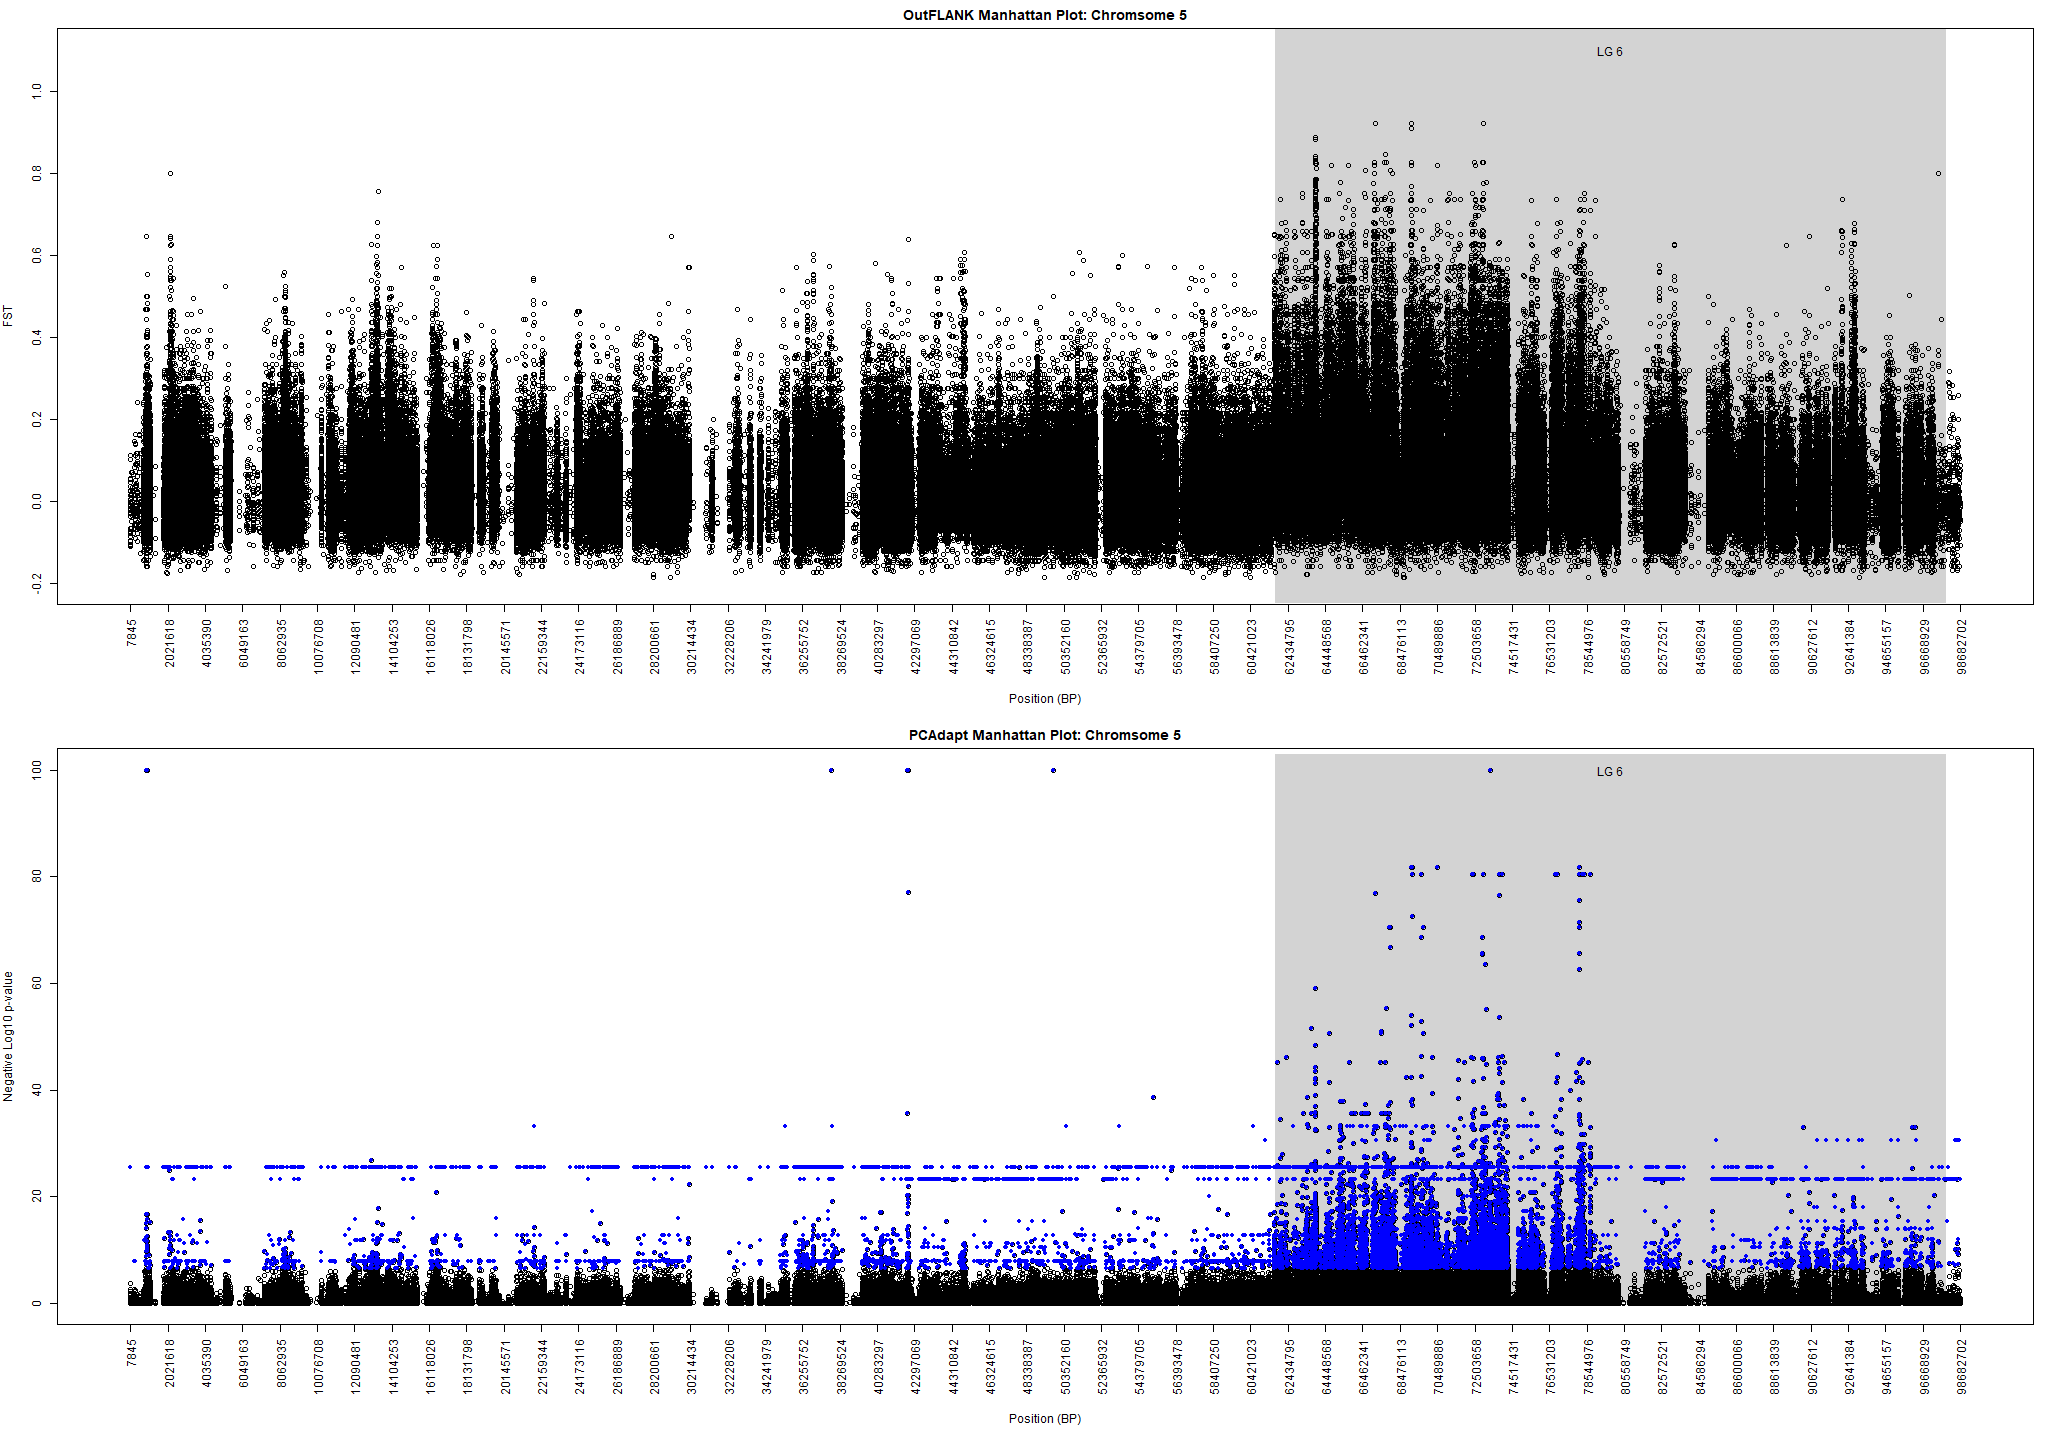 OutFLANK Manhattan Plot: Chromsome 5
LG 6
FST
1.0
0.8
0.6
0.4
0.2
0.0
-0.2
7845 2021618 4035390 6049163 8062935 10076708 12090481 14104253 16118026 18131798 20145571 22159344 24173116 26186889 28200661 30214434 32228206 34241979 36255752 38269524 40283297 42297069 44310842 46324615 48338387 50352160 52365932 54379705 56393478 58407250 60421023 62434795 64448568 66462341 68476113 70489886 72503658 74517431 76531203 78544976 80558749 82572521 84586294 86600066 88613839 90627612 92641384 94655157 96668929 98682702
Position (BP)
PCAdapt Manhattan Plot: Chromsome 5
LG 6
Negative Log10 p-value
100
80
60
40
20
0
7845 2021618 4035390 6049163 8062935 10076708 12090481 14104253 16118026 18131798 20145571 22159344 24173116 26186889 28200661 30214434 32228206 34241979 36255752 38269524 40283297 42297069 44310842 46324615 48338387 50352160 52365932 54379705 56393478 58407250 60421023 62434795 64448568 66462341 68476113 70489886 72503658 74517431 76531203 78544976 80558749 82572521 84586294 86600066 88613839 90627612 92641384 94655157 96668929 98682702
Position (BP)